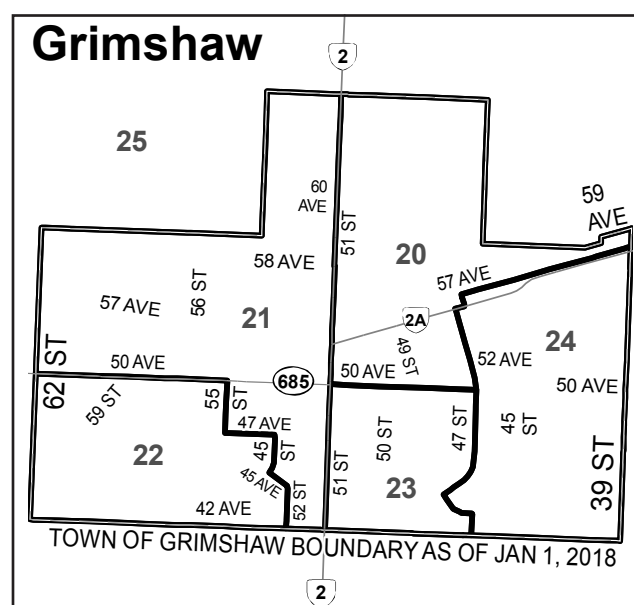 Grimshaw
2
25
60
AVE
59
AVE
51 ST
20
58 AVE
57 AVE
56 ST
57 AVE
21
2A
62 ST
50 AVE
685
50 AVE
49 ST
52 AVE
24
50 AVE
59 ST
55
ST
47 AVE
45
ST
45 AVE
22
42 AVE
52 ST
51 ST
50 ST
23
47 ST
45
ST
39 ST
TOWN OF GRIMSHAW BOUNDARY AS OF JAN 1, 2018
2